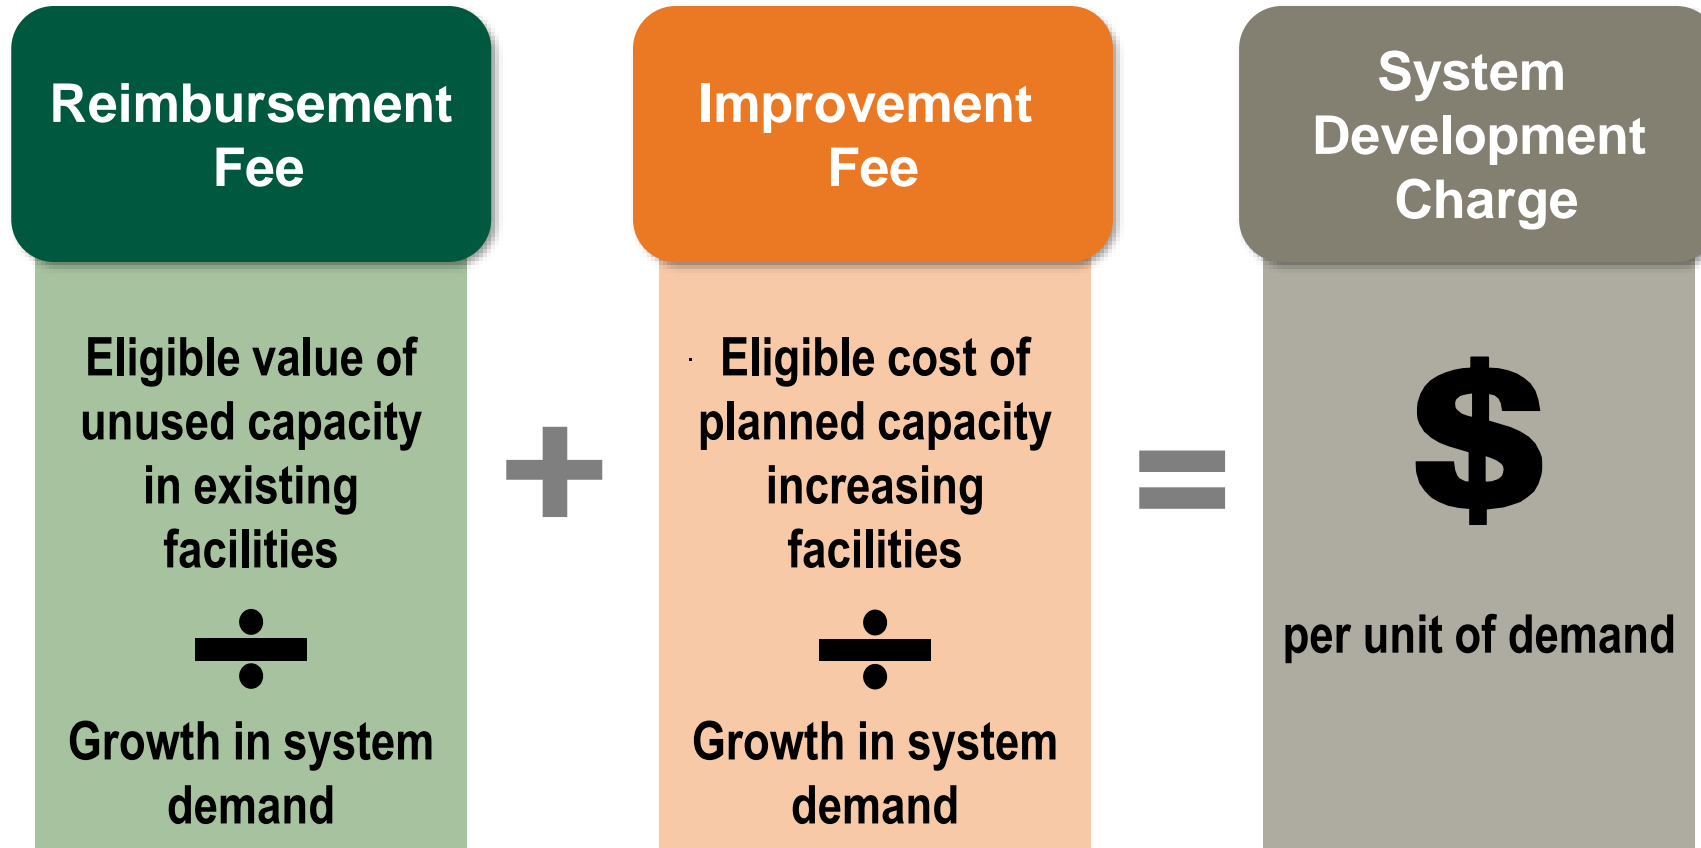 Reimbursement
Fee
Eligible value of
unused capacity
in existing
facilities
÷
Growth in system
demand
+
Improvement
Fee
Eligible cost of
planned capacity
increasing
facilities
÷
Growth in system
demand
=
System
Development
Charge
$
per unit of demand